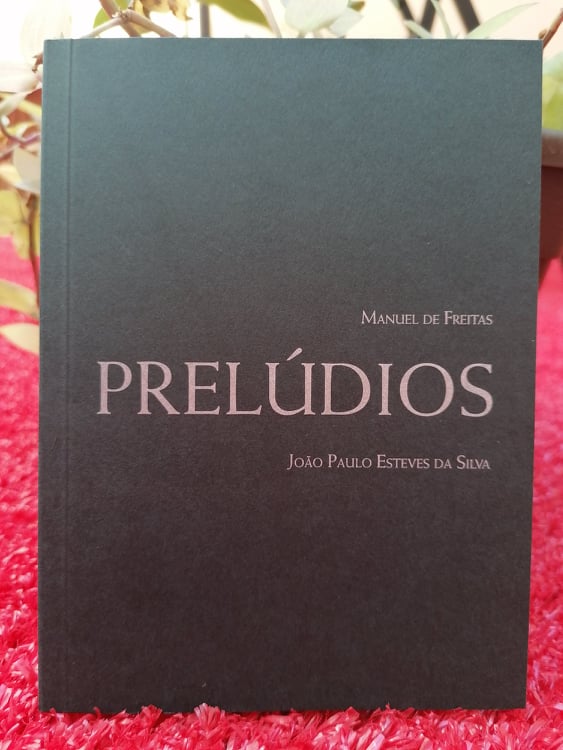 Manuel de Freitas
PRELÚDIOS
João Paulo Esteves da Silva